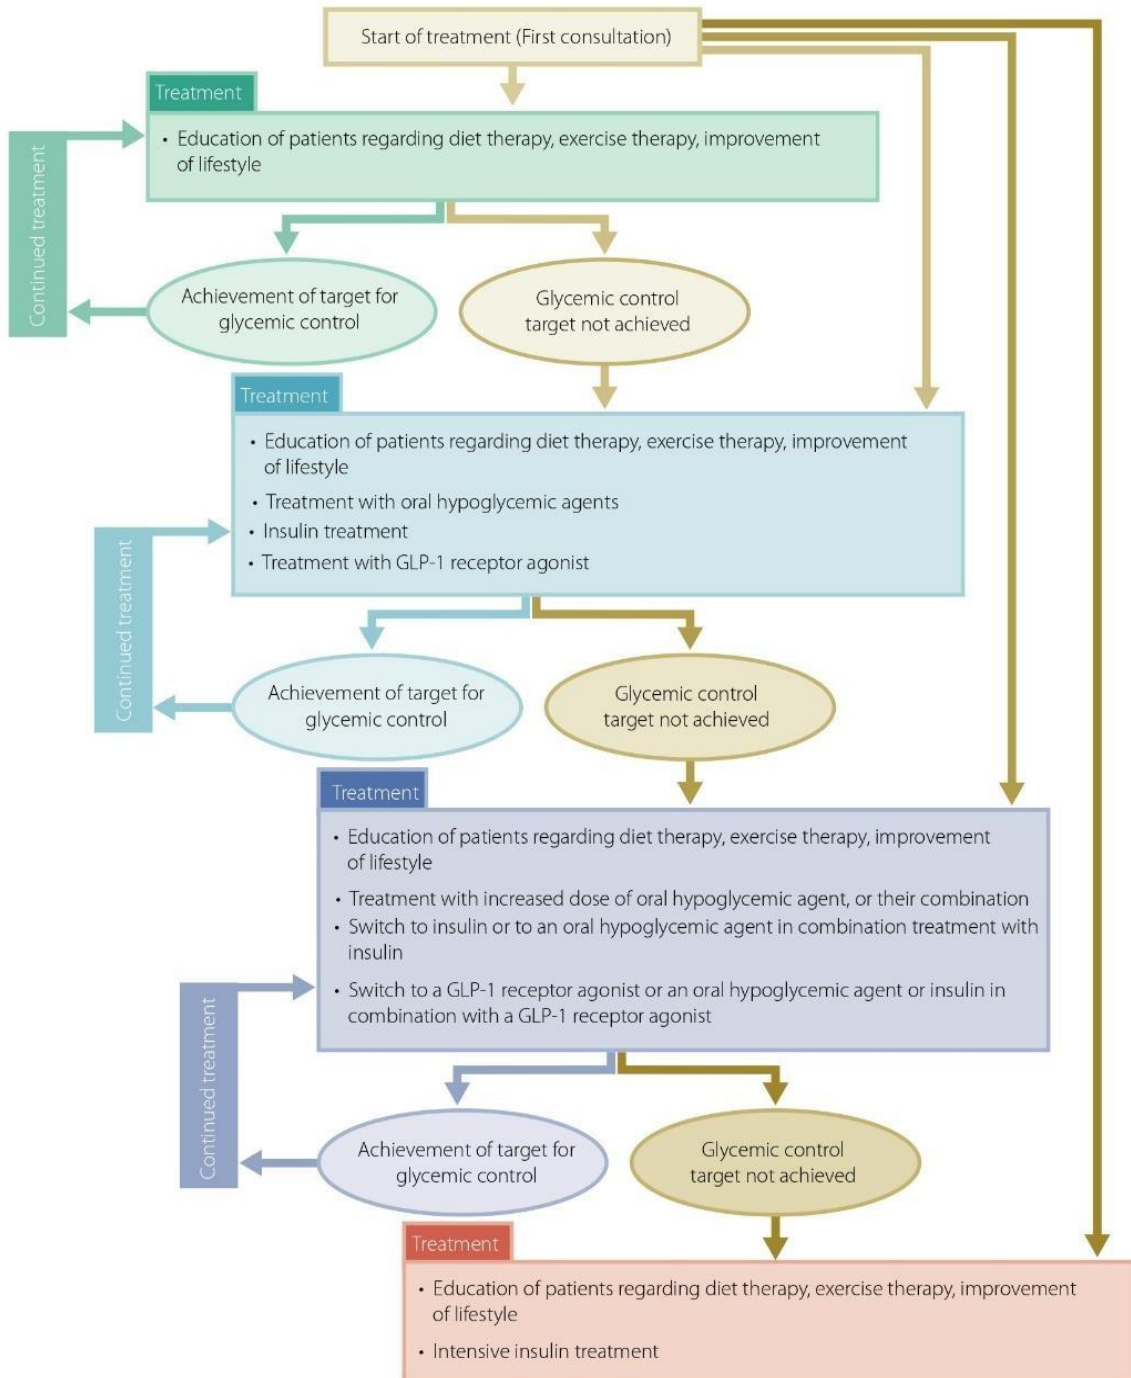 Start of treatment (First consultation)
Treatment
• Education of patients regarding diet therapy, exercise therapy, improvement
of lifestyle
Continued treatment
Achievement of target for
glycemic control
Glycemic control
target not achieved
Treatment
• Education of patients regarding diet therapy, exercise therapy, improvement
of lifestyle
• Treatment with oral hypoglycemic agents
• Insulin treatment
• Treatment with GLP-1 receptor agonist
Continued treatment
Achievement of target for
glycemic control
Glycemic control
target not achieved
Treatment
• Education of patients regarding diet therapy, exercise therapy, improvement
of lifestyle
• Treatment with increased dose of oral hypoglycemic agent, or their combination
• Switch to insulin or to an oral hypoglycemic agent in combination treatment with
insulin
• Switch to a GLP-1 receptor agonist or an oral hypoglycemic agent or insulin in
combination with a GLP-1 receptor agonist
Continued treatment
Achievement of target for
glycemic control
Glycemic control
target not achieved
Treatment
• Education of patients regarding diet therapy, exercise therapy, improvement
of lifestyle
• Intensive insulin treatment